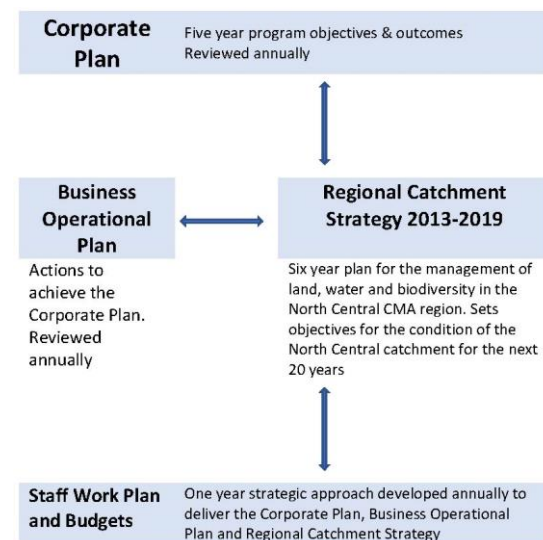 Corporate
Plan
Five year program objectives & outcomes
Reviewed annually
Business
Operational
Plan
Actions to
achieve the
Corporate Plan.
Reviewed
annually
Regional Catchment
Strategy 2013-2019
Six year plan for the management of
land, water and biodiversity in the
North Central CMA region. Sets
objectives for the condition of the
North Central catchment for the next
20 years
Staff Work Plan
and Budgets
One year strategic approach developed annually to
deliver the Corporate Plan, Business Operational
Plan and Regional Catchment Strategy